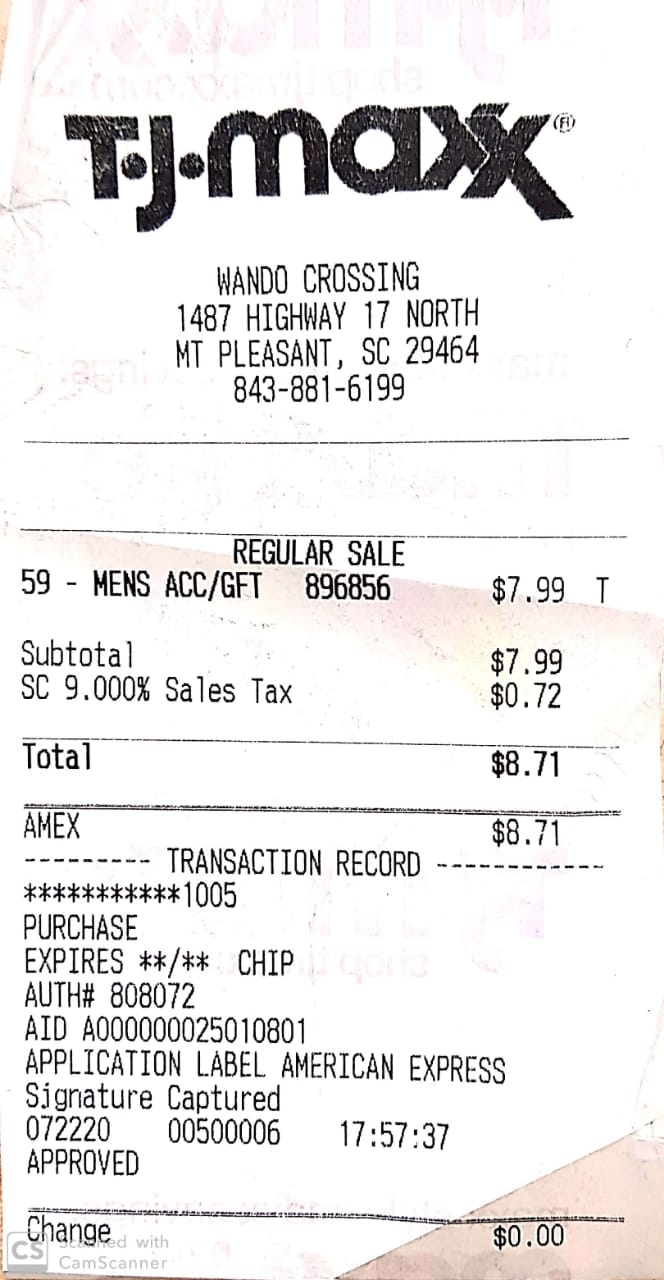 T·J·maxx®
WANDO CROSSING
1487 HIGHWAY 17 NORTH
MT PLEASANT, SC 29464
843-881-6199
REGULAR SALE
59 - MENS ACC/GFT 896856 $7.99 T
Subtotal $7.99
SC 9.000% Sales Tax $0.72
Total $8.71
AMEX $8.71
--------- TRANSACTION RECORD ------------
***********1005
PURCHASE
EXPIRES **/** CHIP
AUTH# 808072
AID A000000025010801
APPLICATION LABEL AMERICAN EXPRESS
Signature Captured
072220 00500006 17:57:37
APPROVED
Change $0.00
CS Scanned with
CamScanner